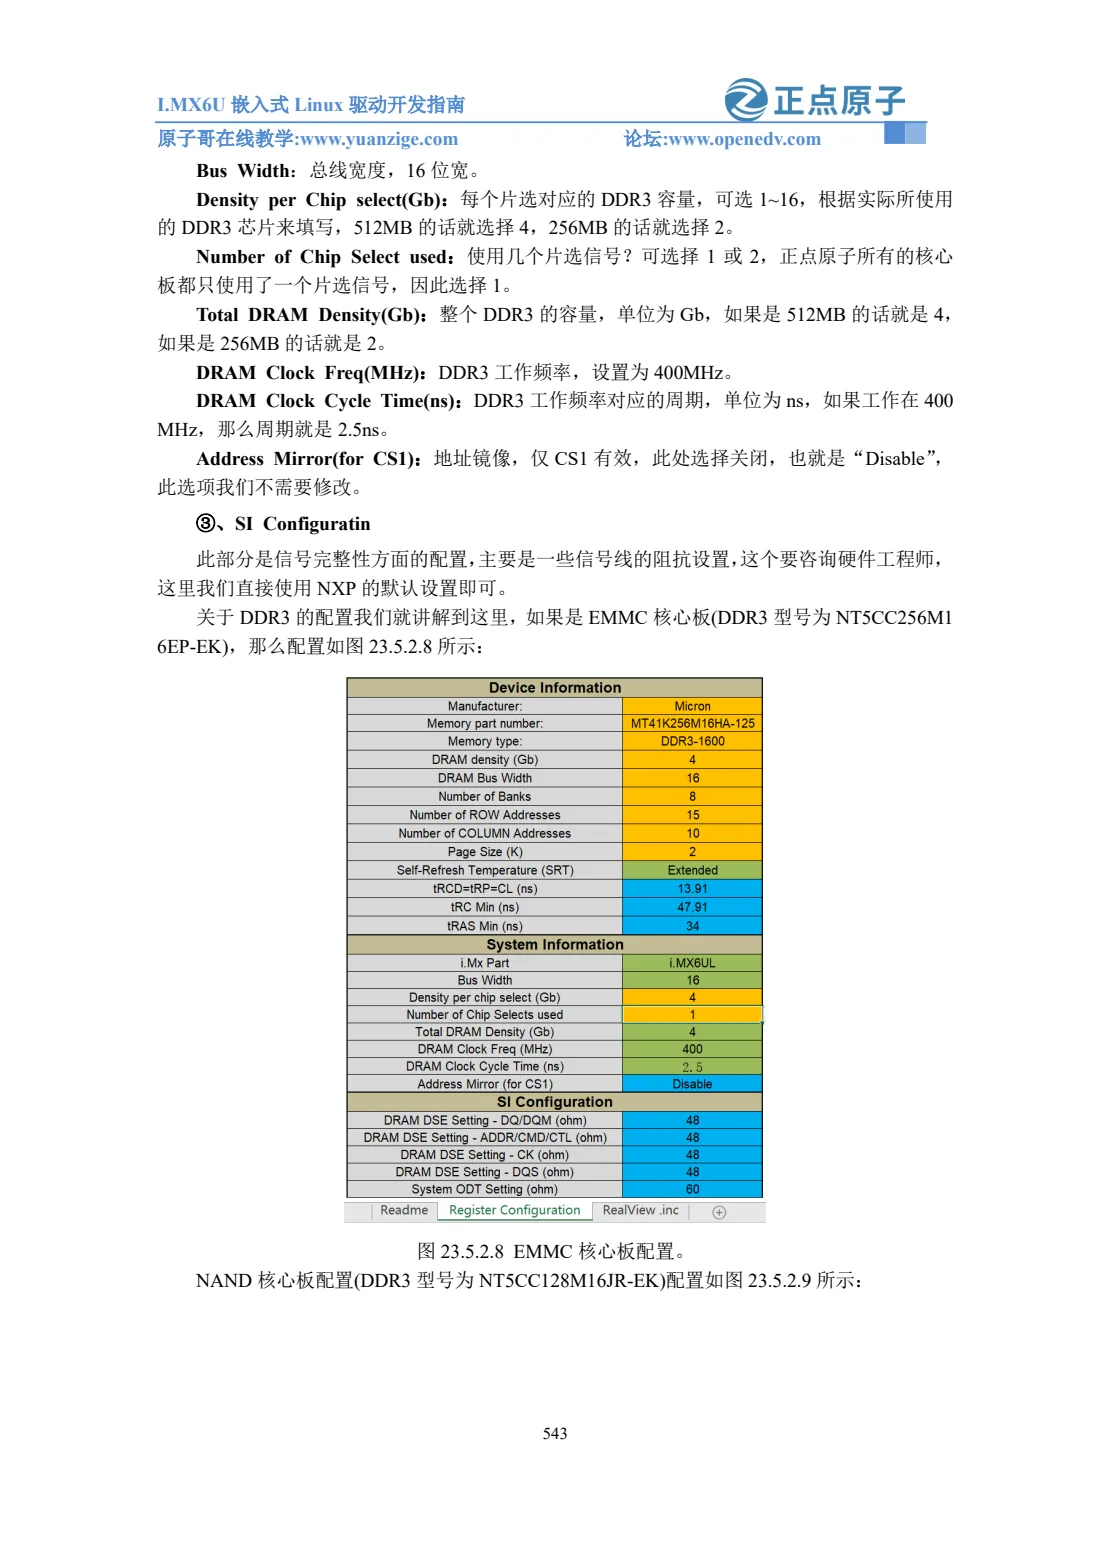 I.MX6U 嵌入式 Linux 驱动开发指南
正点原子
原子哥在线教学:www.yuanzige.com 论坛:www.openedv.com
Bus Width：总线宽度，16 位宽。
Density per Chip select(Gb)：每个片选对应的 DDR3 容量，可选 1~16，根据实际所使用
的 DDR3 芯片来填写，512MB 的话就选择 4，256MB 的话就选择 2。
Number of Chip Select used：使用几个片选信号？可选择 1 或 2，正点原子所有的核心
板都只使用了一个片选信号，因此选择 1。
Total DRAM Density(Gb)：整个 DDR3 的容量，单位为 Gb，如果是 512MB 的话就是 4，
如果是 256MB 的话就是 2。
DRAM Clock Freq(MHz)：DDR3 工作频率，设置为 400MHz。
DRAM Clock Cycle Time(ns)：DDR3 工作频率对应的周期，单位为 ns，如果工作在 400
MHz，那么周期就是 2.5ns。
Address Mirror(for CS1)：地址镜像，仅 CS1 有效，此处选择关闭，也就是“Disable”，
此选项我们不需要修改。
③、SI Configuratin
此部分是信号完整性方面的配置，主要是一些信号线的阻抗设置，这个要咨询硬件工程师，
这里我们直接使用 NXP 的默认设置即可。
关于 DDR3 的配置我们就讲解到这里，如果是 EMMC 核心板(DDR3 型号为 NT5CC256M1
6EP-EK)，那么配置如图 23.5.2.8 所示：
Device Information
Manufacturer: Micron
Memory part number: MT41K256M16HA-125
Memory type: DDR3-1600
DRAM density (Gb) 4
DRAM Bus Width 16
Number of Banks 8
Number of ROW Addresses 15
Number of COLUMN Addresses 10
Page Size (K) 2
Self-Refresh Temperature (SRT) Extended
tRCD=tRP=CL (ns) 13.91
tRC Min (ns) 47.91
tRAS Min (ns) 34
System Information
i.Mx Part i.MX6UL
Bus Width 16
Density per chip select (Gb) 4
Number of Chip Selects used 1
Total DRAM Density (Gb) 4
DRAM Clock Freq (MHz) 400
DRAM Clock Cycle Time (ns) 2.5
Address Mirror (for CS1) Disable
SI Configuration
DRAM DSE Setting - DQ/DQM (ohm) 48
DRAM DSE Setting - ADDR/CMD/CTL (ohm) 48
DRAM DSE Setting - CK (ohm) 48
DRAM DSE Setting - DQS (ohm) 48
System ODT Setting (ohm) 60
Readme Register Configuration RealView .inc
图 23.5.2.8 EMMC 核心板配置。
NAND 核心板配置(DDR3 型号为 NT5CC128M16JR-EK)配置如图 23.5.2.9 所示：
543